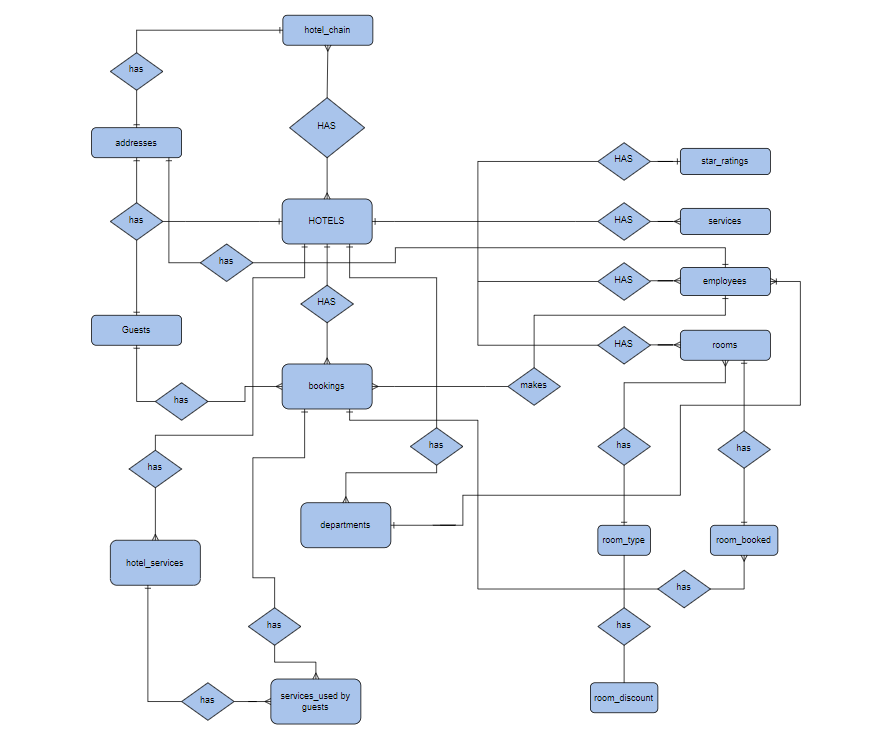 hotel_chain
has
HAS
addresses
HAS
star_ratings
has
HOTELS
HAS
services
has
HAS
employees
HAS
Guests
HAS
rooms
bookings
makes
has
has
has
has
has
departments
room_type
room_booked
hotel_services
has
has
has
has
services_used by
guests
room_discount